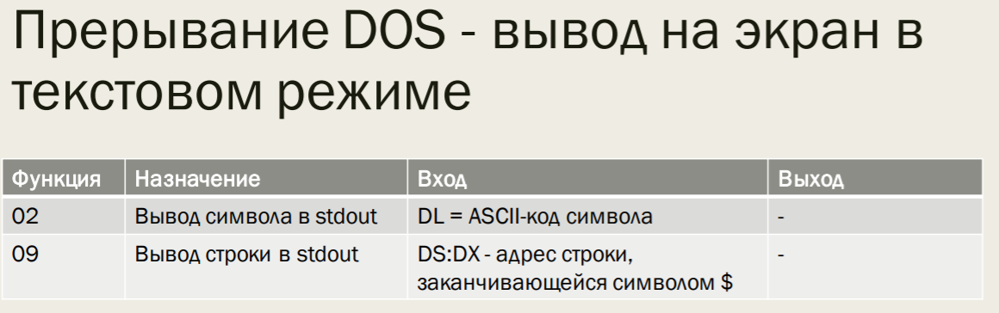 Прерывание DOS - вывод на экран в
текстовом режиме
Функция Назначение Вход Выход
02 Вывод символа в stdout DL = ASCII-код символа -
09 Вывод строки в stdout DS:DX - адрес строки, -
заканчивающейся символом $